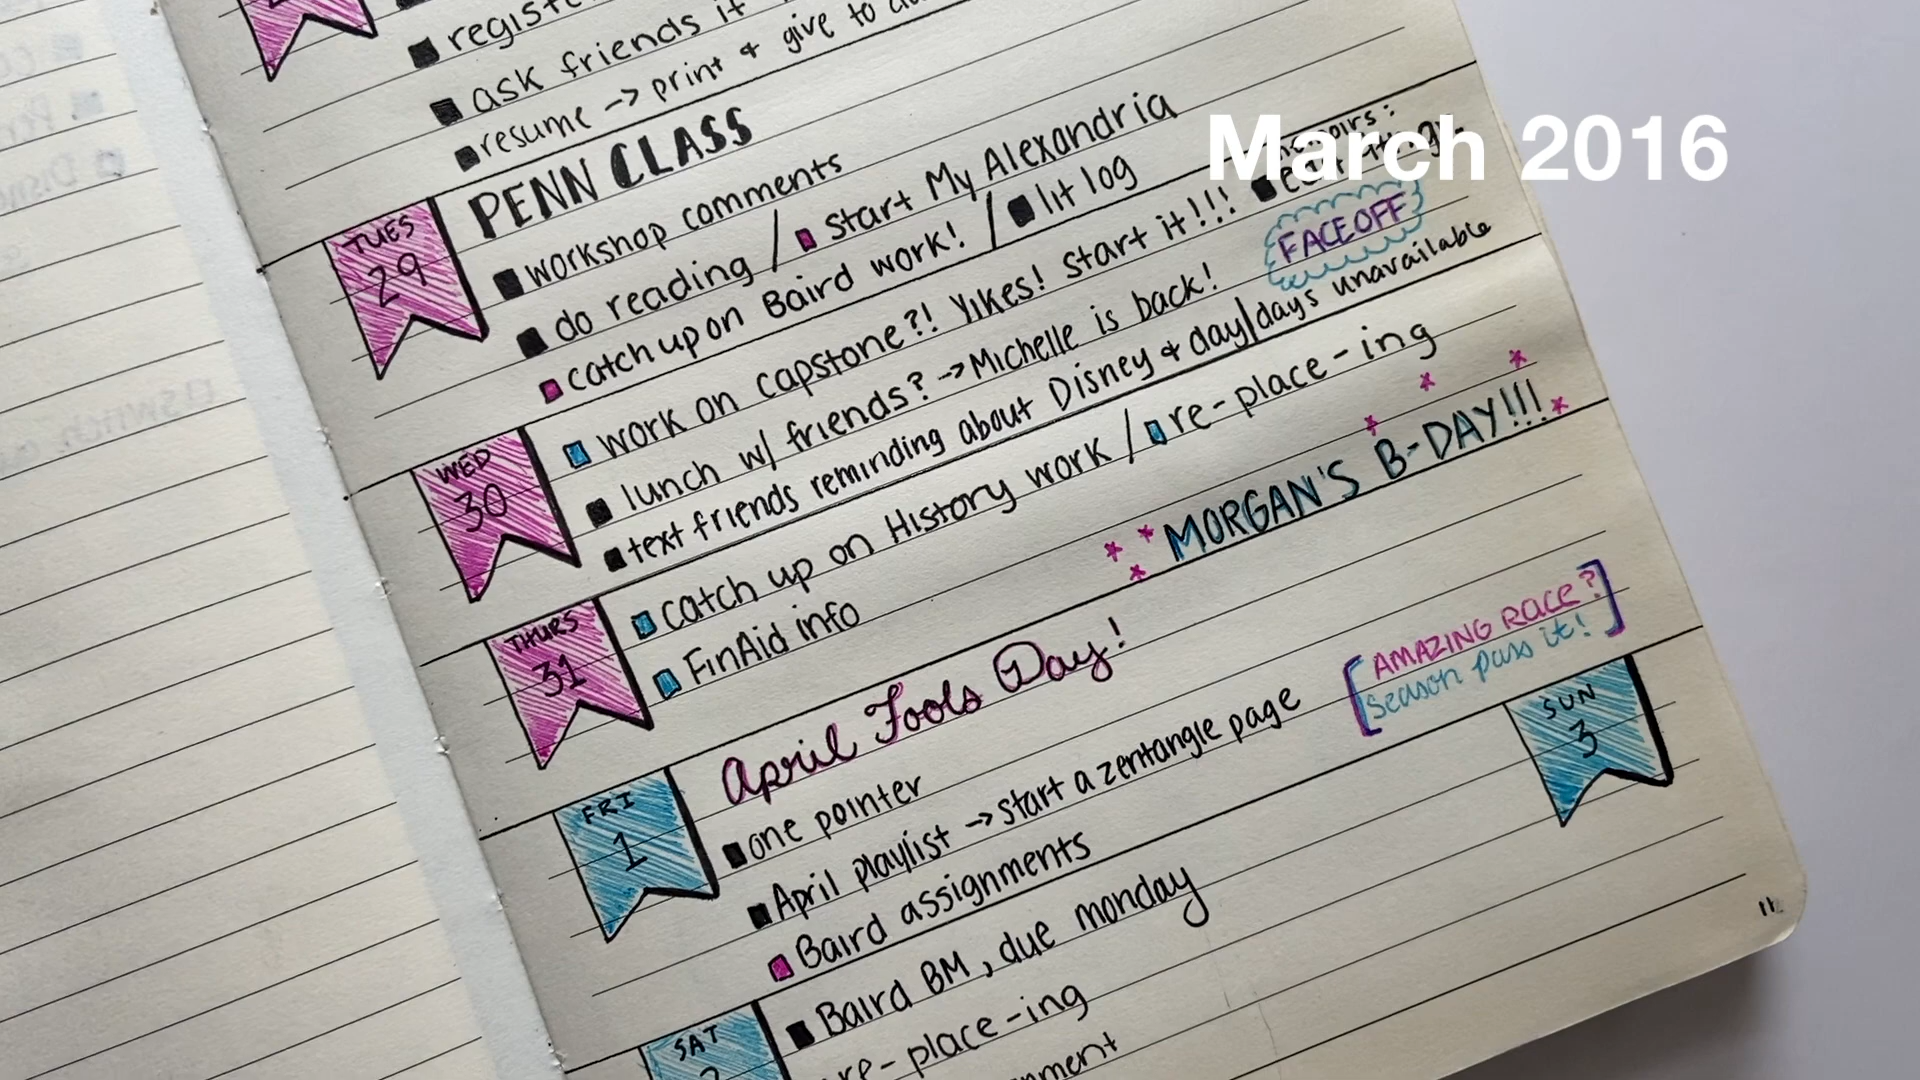 ask friends if
resume -> print & give to
March 2016
TUES
29
PENN CLASS
workshop comments
do reading / start My Alexandria
catch up on Baird work! / lit log
WED
30
work on capstone?! Yikes! Start it!!!
lunch w/ friends? -> Michelle is back!
FACE OFF
text friends reminding about Disney & day/days unavailable
THURS
31
catch up on History work / re-place-ing
FinAid info
MORGAN'S B-DAY!!!
FRI
1
April Fools Day!
one pointer
April playlist -> start a zentangle page
Baird assignments
[AMAZING RACE?
season pass it!]
SUN
3
SAT
Baird BM, due monday
re-place-ing
11